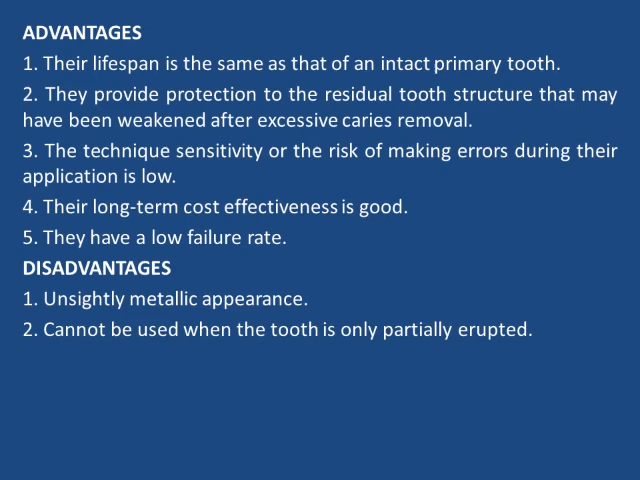 ADVANTAGES
1. Their lifespan is the same as that of an intact primary tooth.
2. They provide protection to the residual tooth structure that may
have been weakened after excessive caries removal.
3. The technique sensitivity or the risk of making errors during their
application is low.
4. Their long-term cost effectiveness is good.
5. They have a low failure rate.
DISADVANTAGES
1. Unsightly metallic appearance.
2. Cannot be used when the tooth is only partially erupted.